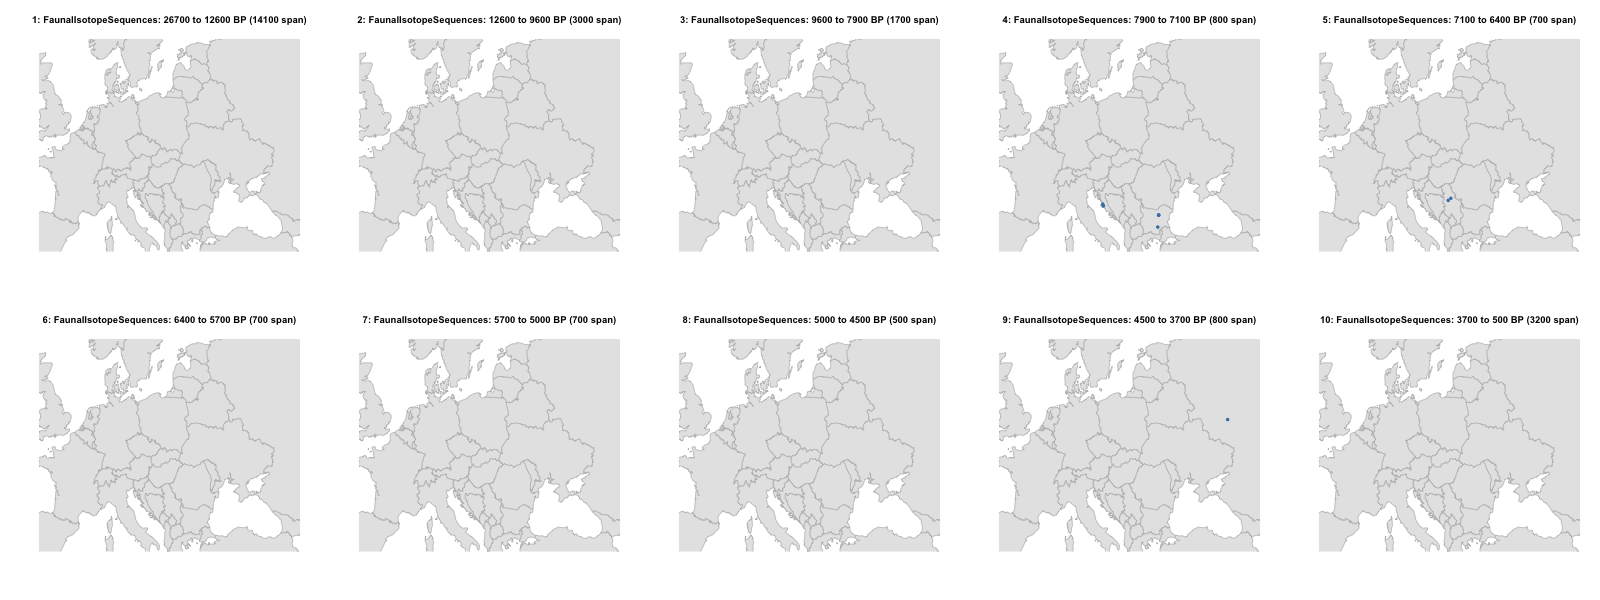 1: FaunalIsotopeSequences: 26700 to 12600 BP (14100 span)
2: FaunalIsotopeSequences: 12600 to 9600 BP (3000 span)
3: FaunalIsotopeSequences: 9600 to 7900 BP (1700 span)
4: FaunalIsotopeSequences: 7900 to 7100 BP (800 span)
5: FaunalIsotopeSequences: 7100 to 6400 BP (700 span)
6: FaunalIsotopeSequences: 6400 to 5700 BP (700 span)
7: FaunalIsotopeSequences: 5700 to 5000 BP (700 span)
8: FaunalIsotopeSequences: 5000 to 4500 BP (500 span)
9: FaunalIsotopeSequences: 4500 to 3700 BP (800 span)
10: FaunalIsotopeSequences: 3700 to 500 BP (3200 span)